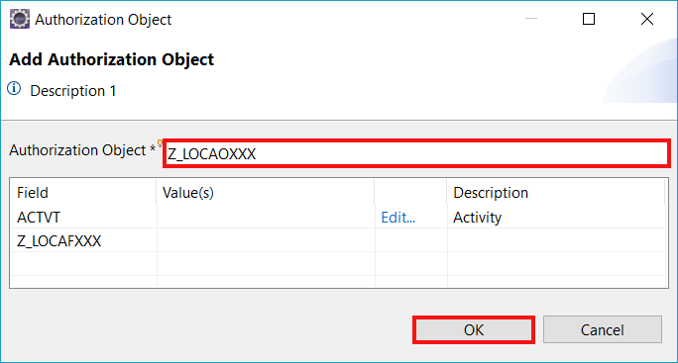 Authorization Object
Add Authorization Object
Description 1
Authorization Object * Z_LOCAOXXX
Field Value(s) Description
ACTVT Edit... Activity
Z_LOCAFXXX
OK Cancel